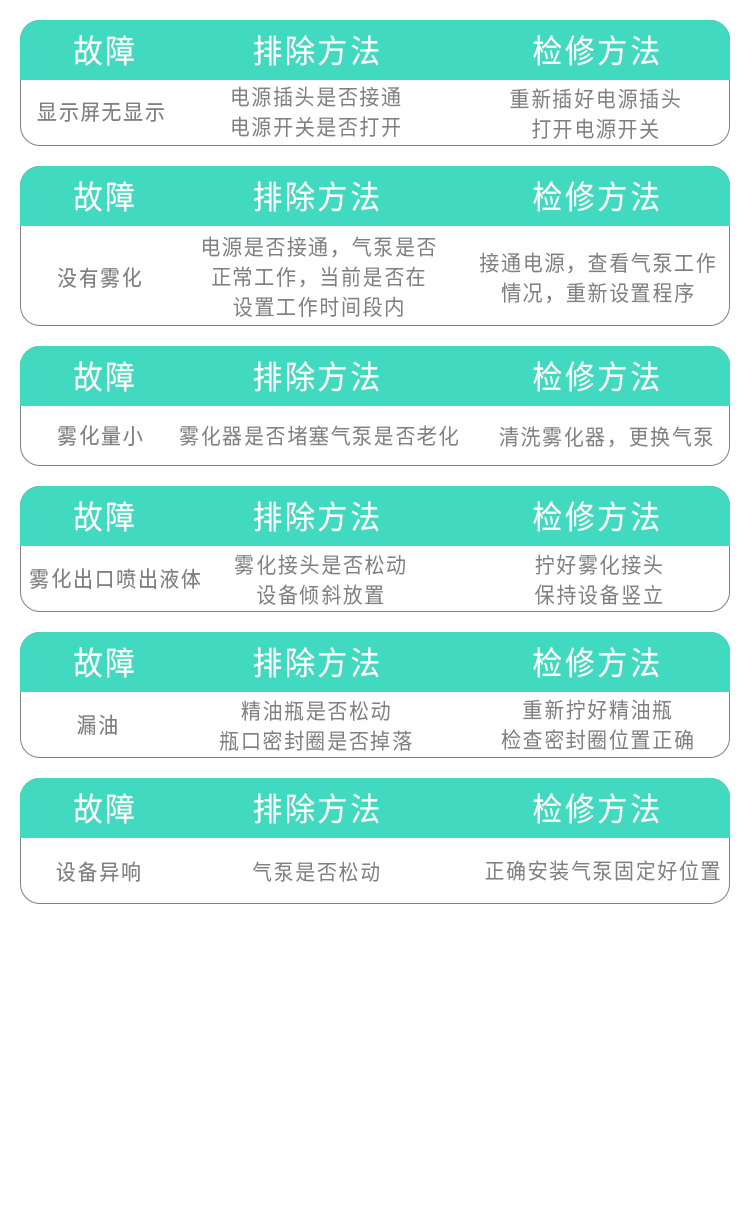 故障 排除方法 检修方法
显示屏无显示
电源插头是否接通
电源开关是否打开
重新插好电源插头
打开电源开关
故障 排除方法 检修方法
没有雾化
电源是否接通，气泵是否
正常工作，当前是否在
设置工作时间段内
接通电源，查看气泵工作
情况，重新设置程序
故障 排除方法 检修方法
雾化量小
雾化器是否堵塞气泵是否老化
清洗雾化器，更换气泵
故障 排除方法 检修方法
雾化出口喷出液体
雾化接头是否松动
设备倾斜放置
拧好雾化接头
保持设备竖立
故障 排除方法 检修方法
漏油
精油瓶是否松动
瓶口密封圈是否掉落
重新拧好精油瓶
检查密封圈位置正确
故障 排除方法 检修方法
设备异响
气泵是否松动
正确安装气泵固定好位置